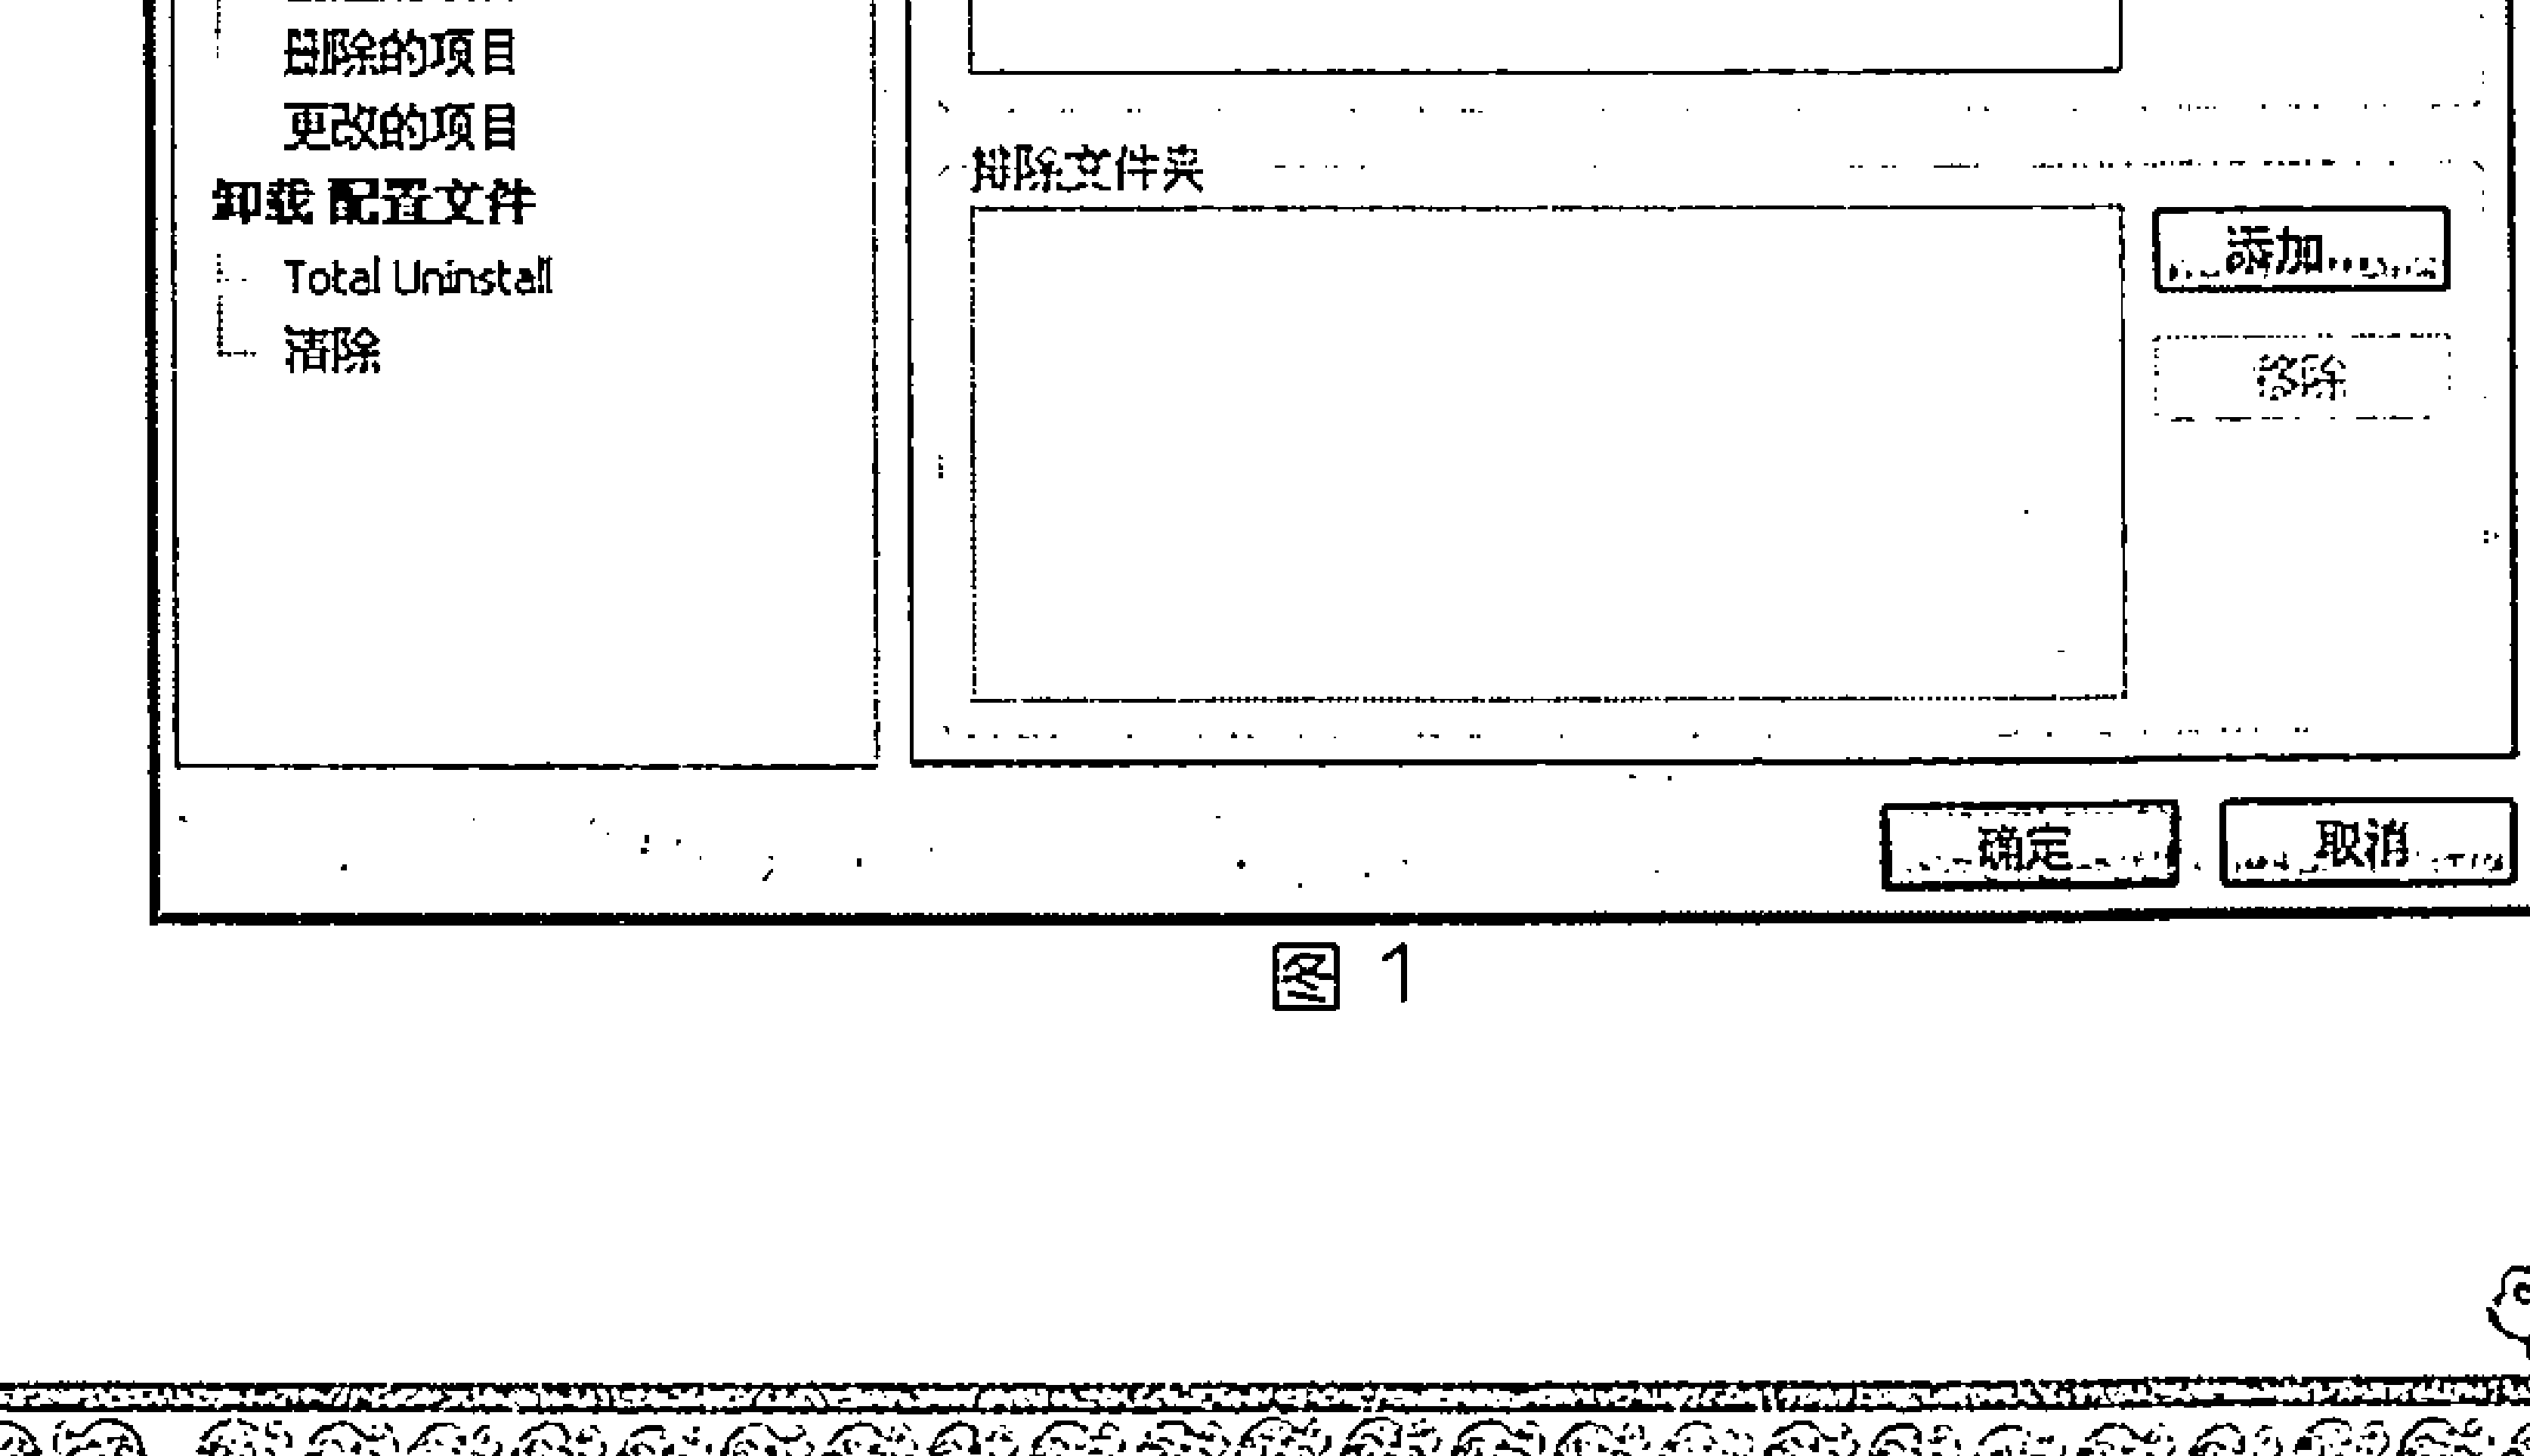 删除的项目
更改的项目
卸载 配置文件
Total Uninstall
清除
排除文件夹
添加...
移除
确定
取消
图 1